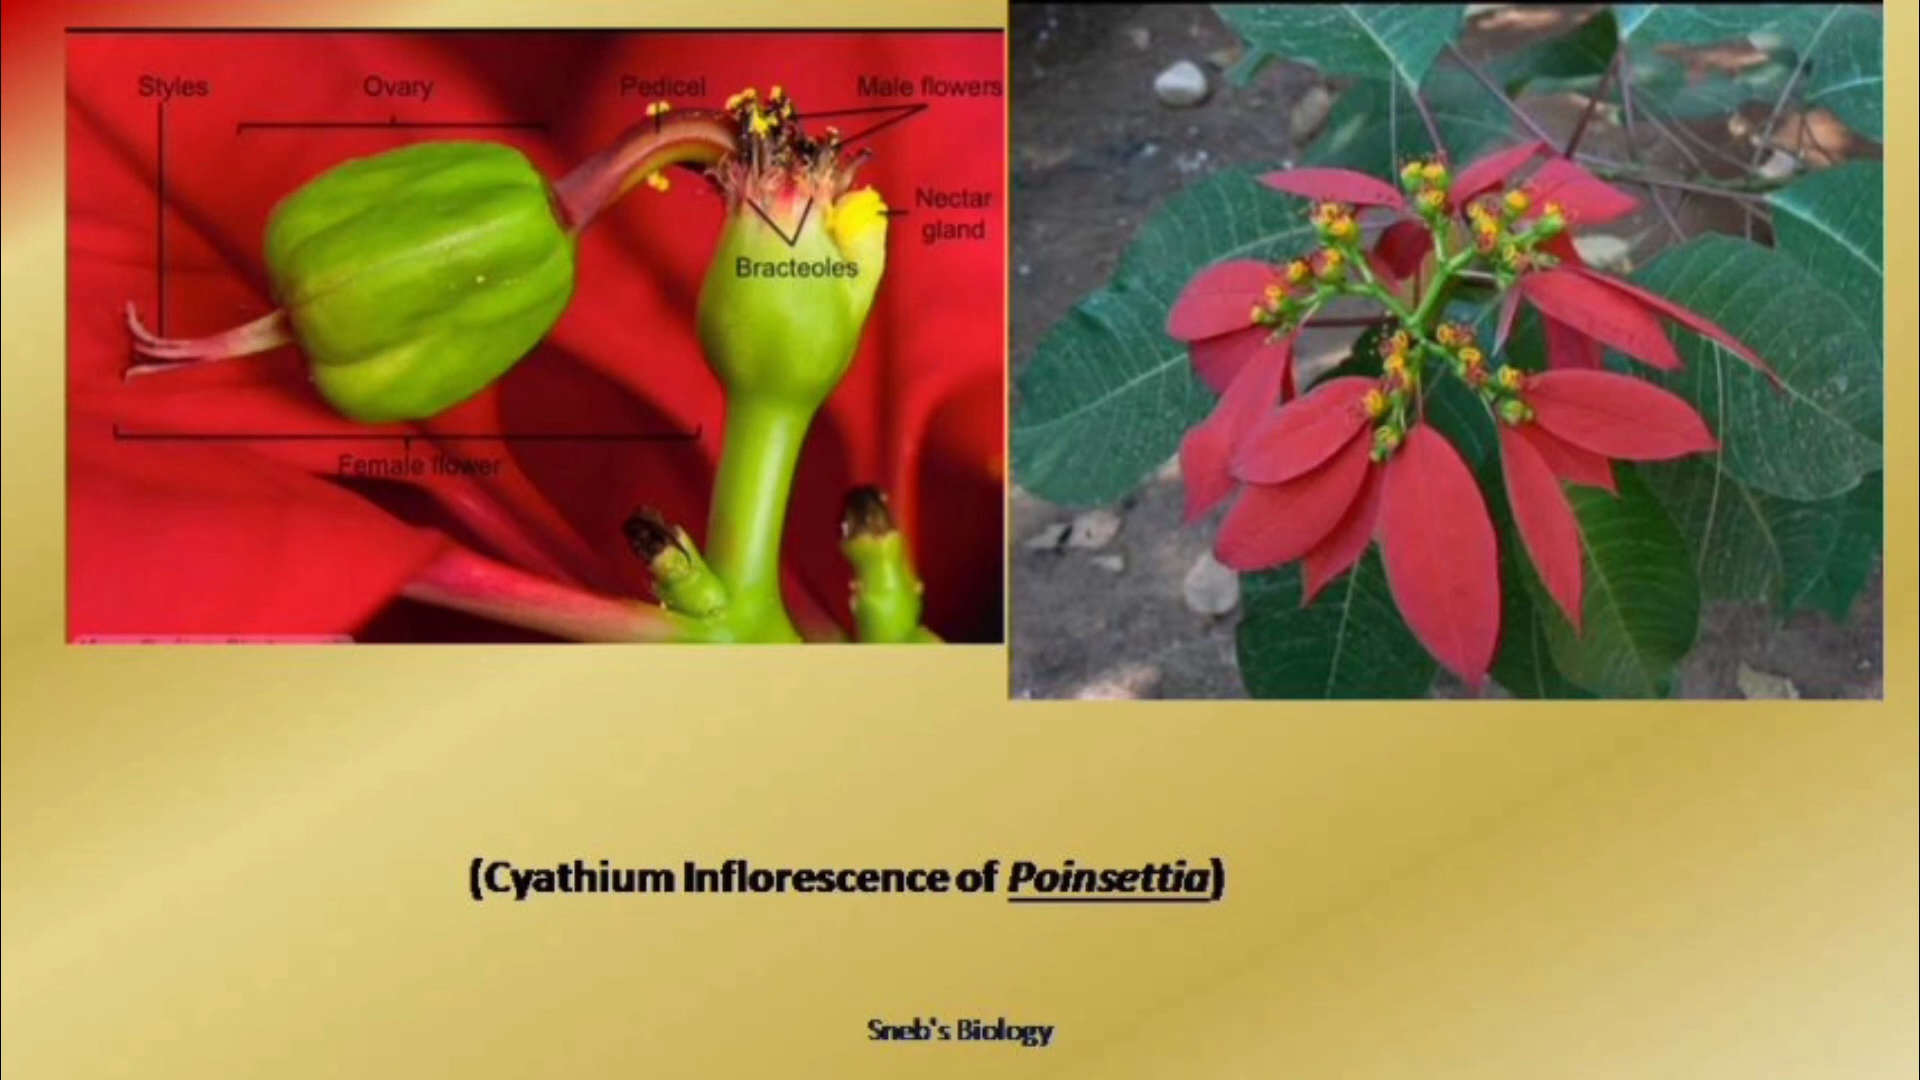 Styles
Ovary
Pedicel
Male flowers
Nectar
gland
Bracteoles
Female flower
(Cyathium Inflorescence of Poinsettia)
Sneb's Biology